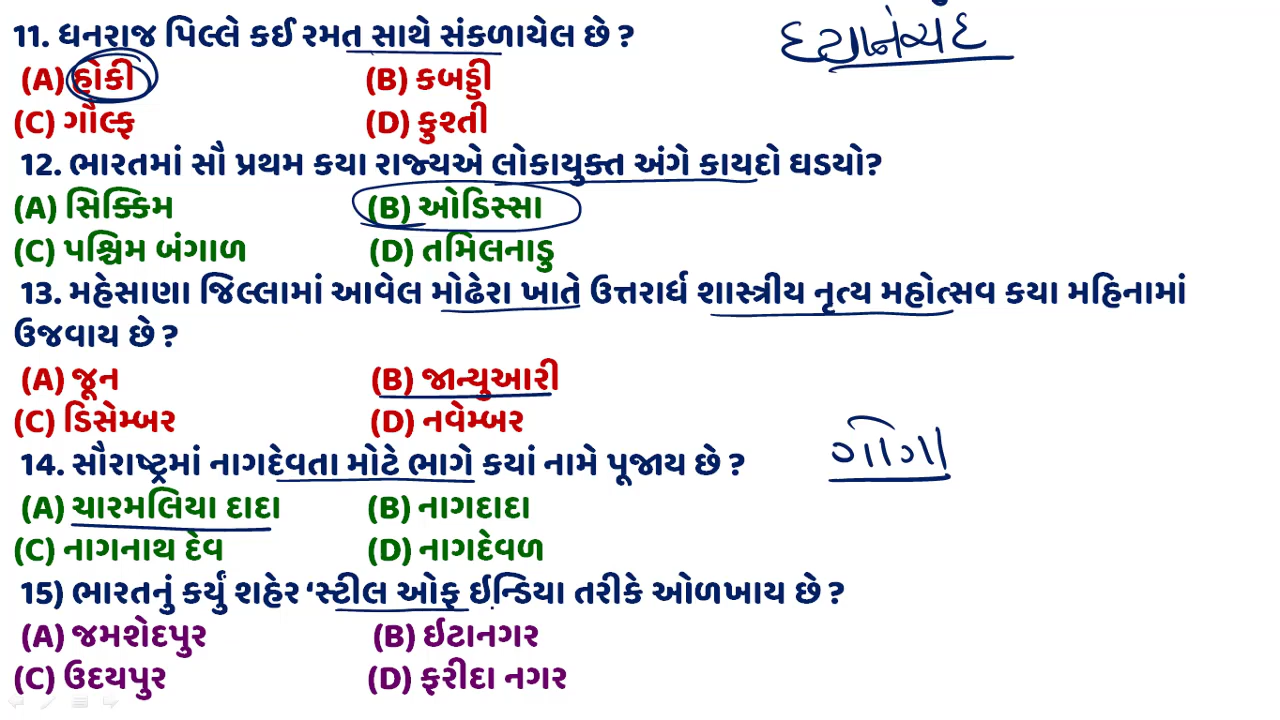 11. ધનરાજ પિલ્લે કઈ રમત સાથે સંકળાયેલ છે ?
(A) હોકી (B) કબડ્ડી
(C) ગૌલ્ફ (D) કુશ્તી
12. ભારતમાં સૌ પ્રથમ કયા રાજ્યએ લોકાયુક્ત અંગે કાયદો ઘડયો?
(A) સિક્કિમ (B) ઓડિસ્સા
(C) પશ્ચિમ બંગાળ (D) તમિલનાડુ
13. મહેસાણા જિલ્લામાં આવેલ મોઢેરા ખાતે ઉત્તરાર્ધ શાસ્ત્રીય નૃત્ય મહોત્સવ કયા મહિનામાં
ઉજવાય છે ?
(A) જૂન (B) જાન્યુઆરી
(C) ડિસેમ્બર (D) નવેમ્બર
ગોગા
14. સૌરાષ્ટ્રમાં નાગદેવતા મોટે ભાગે કયાં નામે પૂજાય છે ?
(A) ચારમલિયા દાદા (B) નાગદાદા
(C) નાગનાથ દેવ (D) નાગદેવળ
15) ભારતનું કર્યું શહેર ‘સ્ટીલ ઓફ ઇન્ડિયા તરીકે ઓળખાય છે ?
(A) જમશેદપુર (B) ઈટાનગર
(C) ઉદયપુર (D) ફરીદા નગર